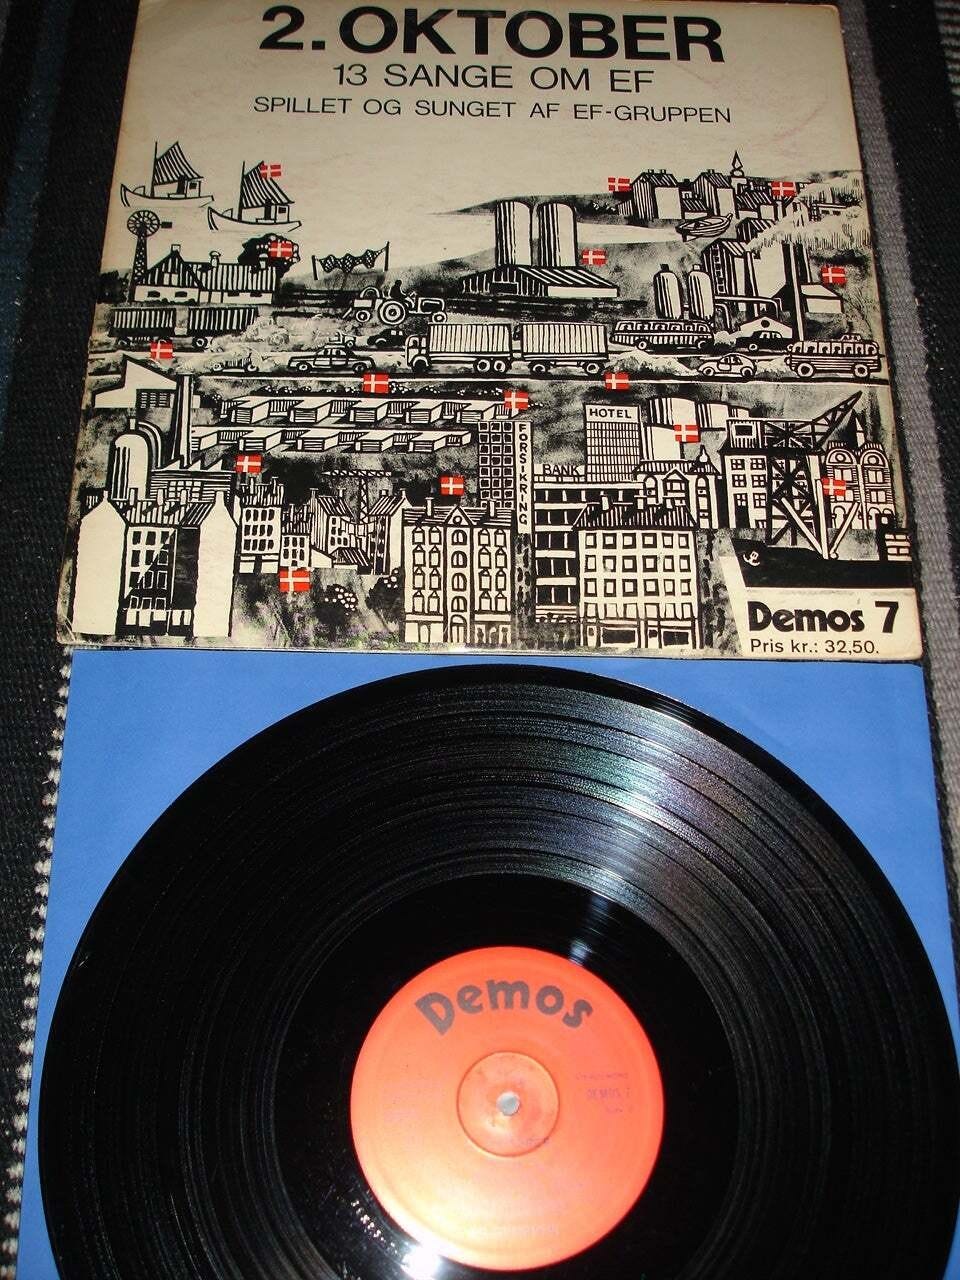 2. OKTOBER
13 SANGE OM EF
SPILLET OG SUNGET AF EF-GRUPPEN
HOTEL
FORSIKRING
BANK
Demos 7
Pris kr.: 32,50.
Demos
DEMOS 7